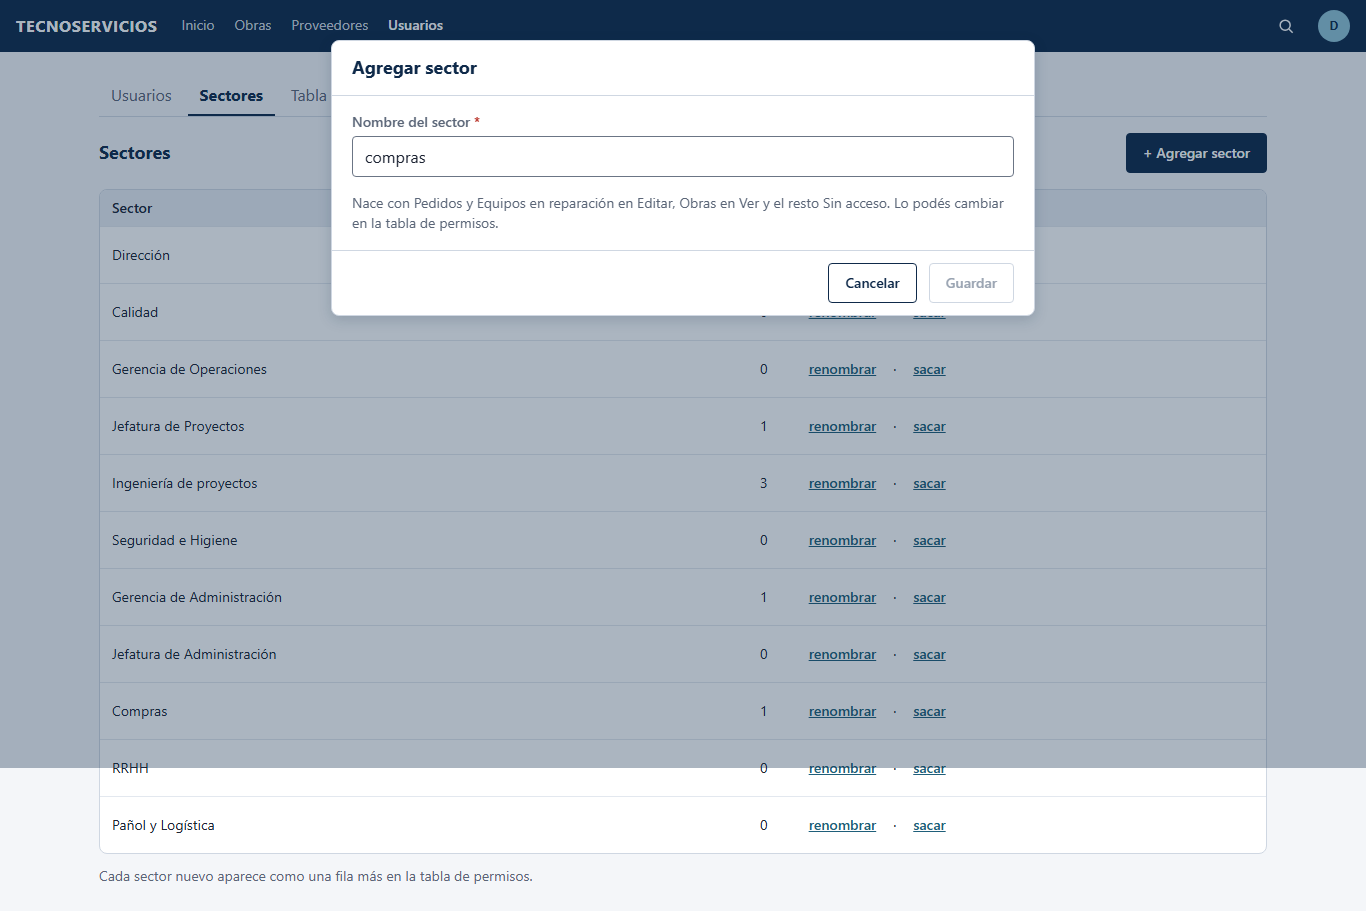 TECNOSERVICIOS Inicio Obras Proveedores Usuarios D
Agregar sector
Usuarios Sectores Tabla
Nombre del sector *
compras
Sectores
+ Agregar sector
Nace con Pedidos y Equipos en reparación en Editar, Obras en Ver y el resto Sin acceso. Lo podés cambiar
en la tabla de permisos.
Sector
Dirección
Cancelar Guardar
Calidad renombrar sacar
Gerencia de Operaciones 0 renombrar · sacar
Jefatura de Proyectos 1 renombrar · sacar
Ingeniería de proyectos 3 renombrar · sacar
Seguridad e Higiene 0 renombrar · sacar
Gerencia de Administración 1 renombrar · sacar
Jefatura de Administración 0 renombrar · sacar
Compras 1 renombrar · sacar
RRHH 0 renombrar · sacar
Pañol y Logística 0 renombrar · sacar
Cada sector nuevo aparece como una fila más en la tabla de permisos.